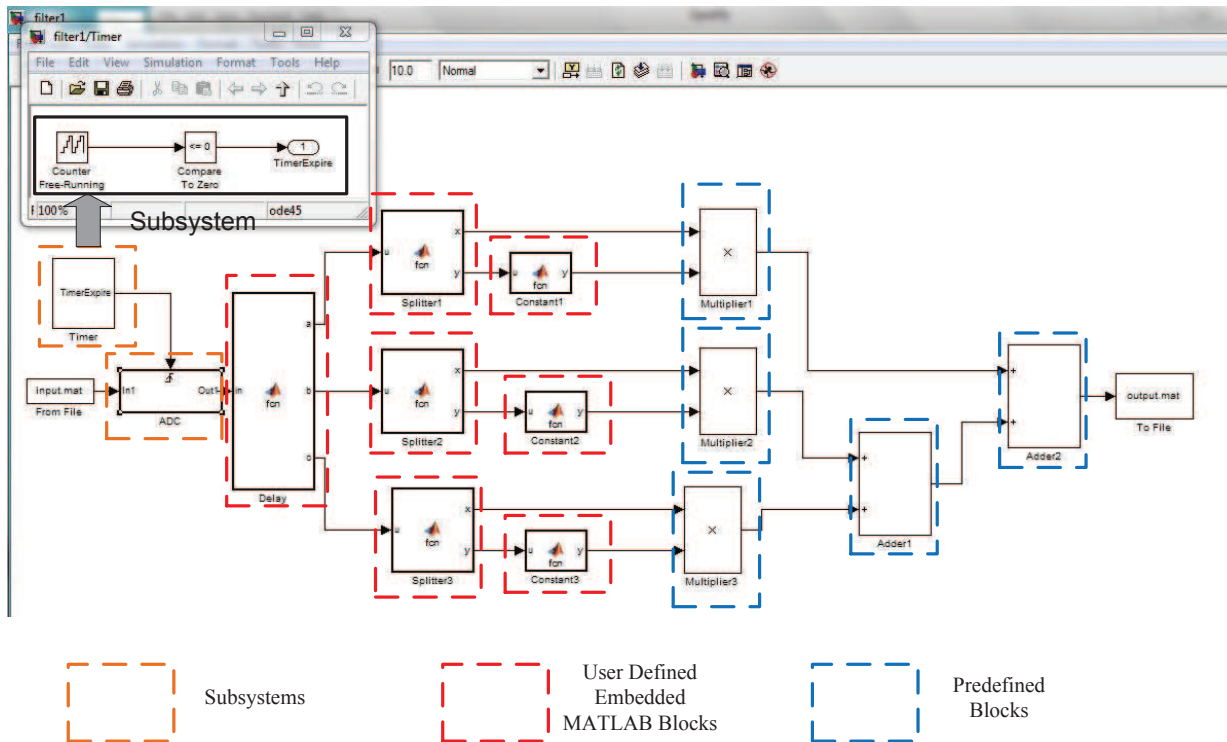 filter1
filter1/Timer
File Edit View Simulation Format Tools Help
10.0 Normal
<= 0
1
Counter
Free-Running
Compare
To Zero
TimerExpire
100% ode45
Subsystem
TimerExpire
Timer
input.mat
From File
In1 Out1
ADC
in fcn a b c
Delay
u fcn x y
Splitter1
u fcn y
Constant1
×
Multiplier1
u fcn x y
Splitter2
u fcn y
Constant2
×
Multiplier2
u fcn x y
Splitter3
u fcn y
Constant3
×
Multiplier3
+
+
Adder1
+
+
Adder2
output.mat
To File
Subsystems
User Defined
Embedded
MATLAB Blocks
Predefined
Blocks